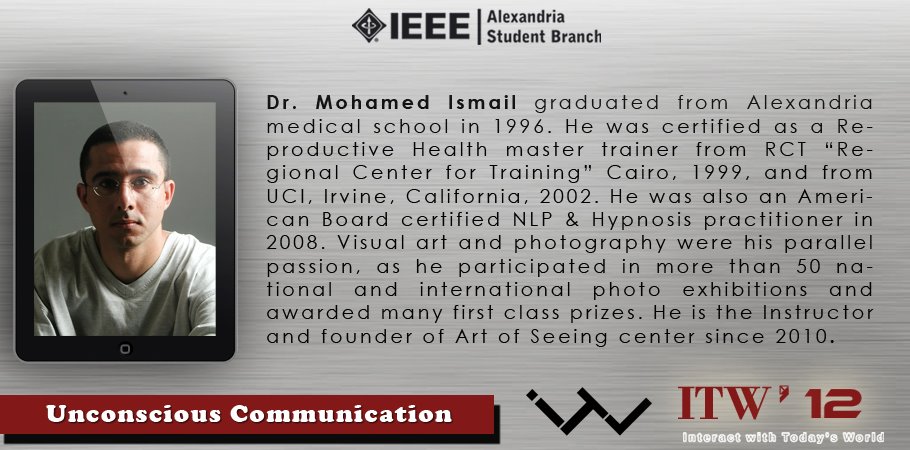 IEEE
Alexandria
Student Branch
Dr. Mohamed Ismail graduated from Alexandria
medical school in 1996. He was certified as a Re-
productive Health master trainer from RCT “Re-
gional Center for Training” Cairo, 1999, and from
UCI, Irvine, California, 2002. He was also an Ameri-
can Board certified NLP & Hypnosis practitioner in
2008. Visual art and photography were his parallel
passion, as he participated in more than 50 na-
tional and international photo exhibitions and
awarded many first class prizes. He is the Instructor
and founder of Art of Seeing center since 2010.
Unconscious Communication
itw
ITW’12
Interact with Today's World